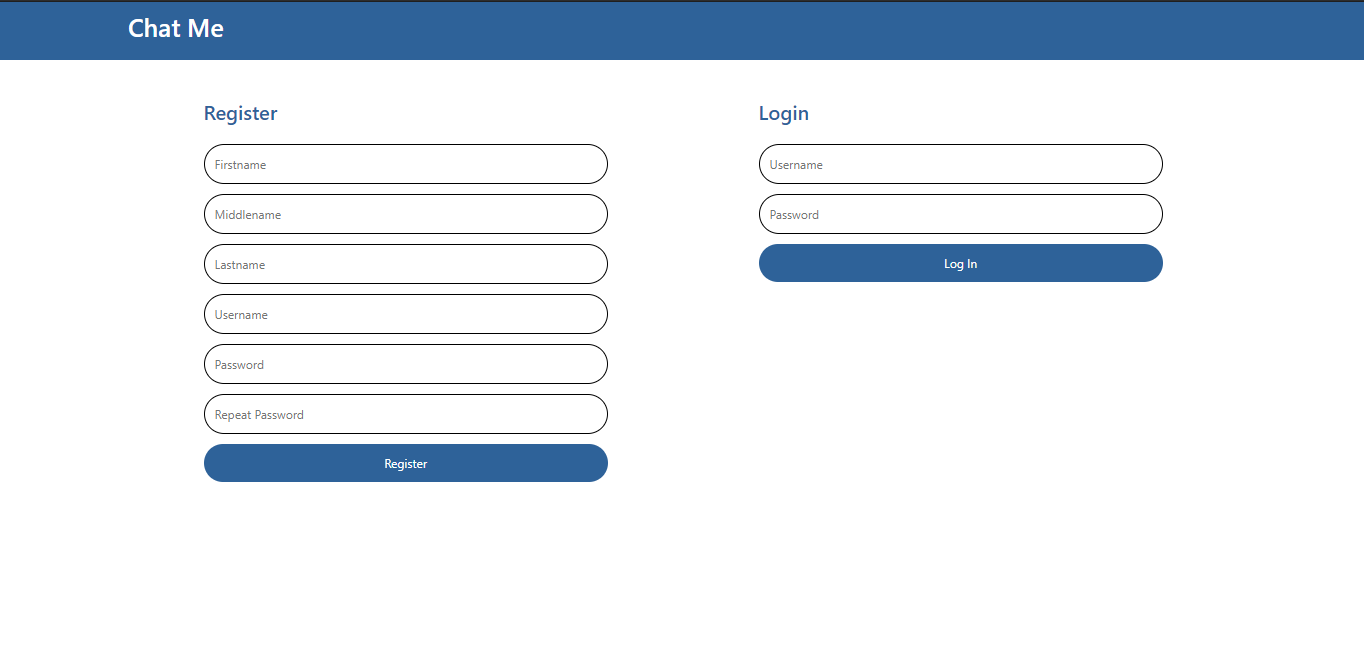 Chat Me
Register
Firstname
Middlename
Lastname
Username
Password
Repeat Password
Register
Login
Username
Password
Log In